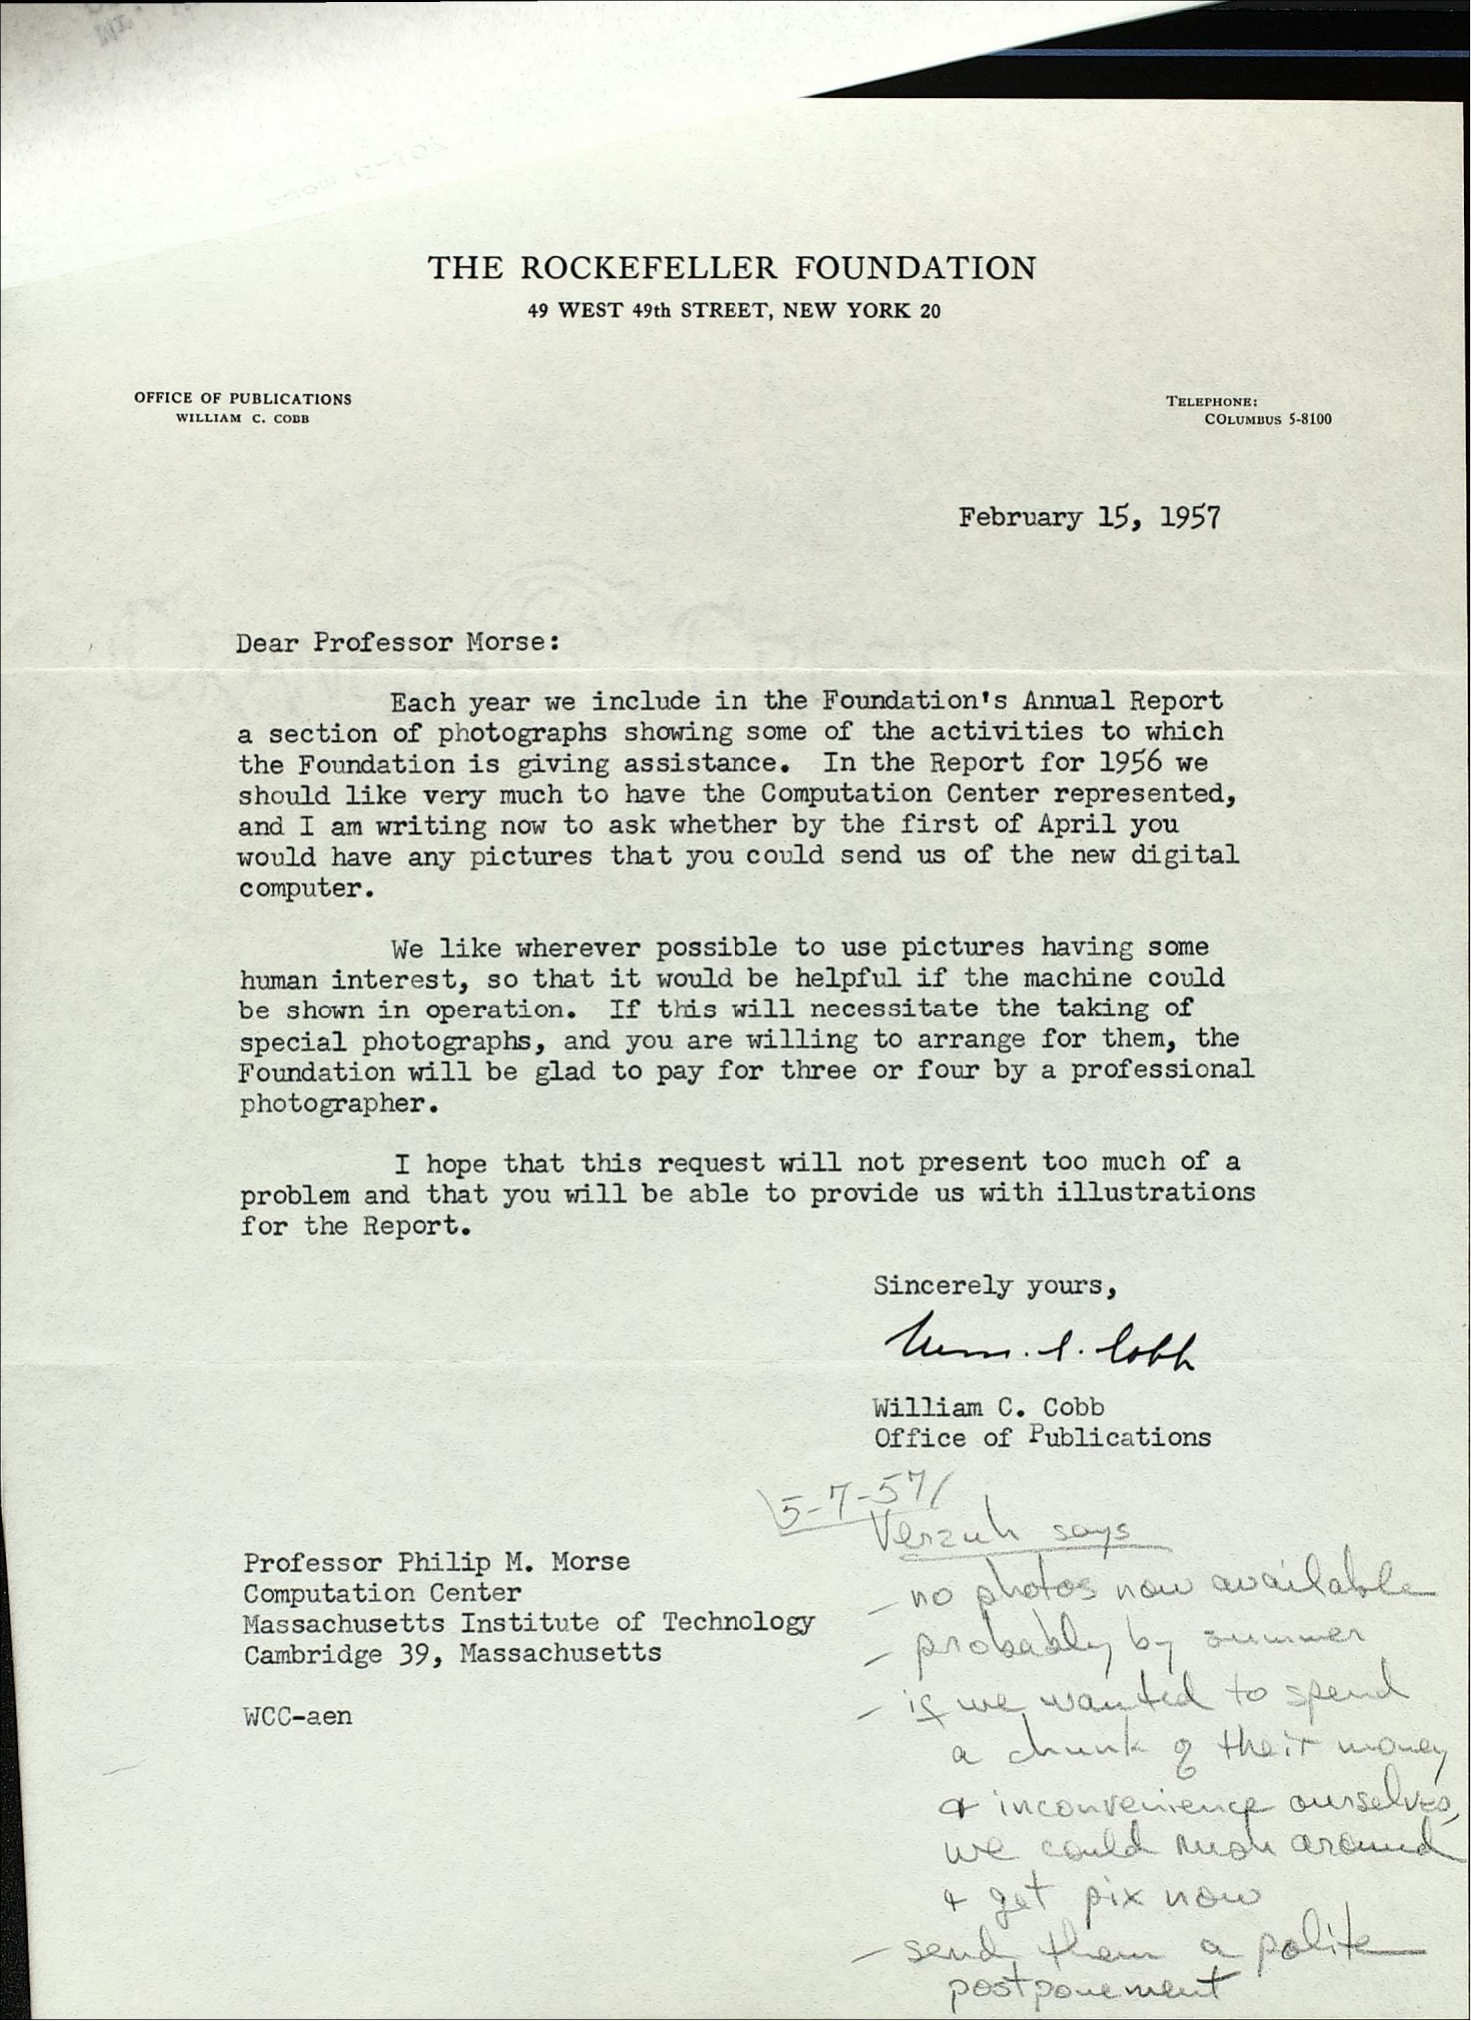 THE ROCKEFELLER FOUNDATION
49 WEST 49th STREET, NEW YORK 20
OFFICE OF PUBLICATIONS
WILLIAM C. COBB
TELEPHONE:
COLUMBUS 5-8100
February 15, 1957
Dear Professor Morse:
Each year we include in the Foundation's Annual Report
a section of photographs showing some of the activities to which
the Foundation is giving assistance. In the Report for 1956 we
should like very much to have the Computation Center represented,
and I am writing now to ask whether by the first of April you
would have any pictures that you could send us of the new digital
computer.
We like wherever possible to use pictures having some
human interest, so that it would be helpful if the machine could
be shown in operation. If this will necessitate the taking of
special photographs, and you are willing to arrange for them, the
Foundation will be glad to pay for three or four by a professional
photographer.
I hope that this request will not present too much of a
problem and that you will be able to provide us with illustrations
for the Report.
Sincerely yours,
Wm. C. Cobb
William C. Cobb
Office of Publications
5-7-57
Verzuh says
- no photos now available
- probably by summer
- if we wanted to spend
a chunk of their money
& inconvenience ourselves,
we could rush around
& get pix now
- send them a polite
postponement
Professor Philip M. Morse
Computation Center
Massachusetts Institute of Technology
Cambridge 39, Massachusetts
WCC-aen